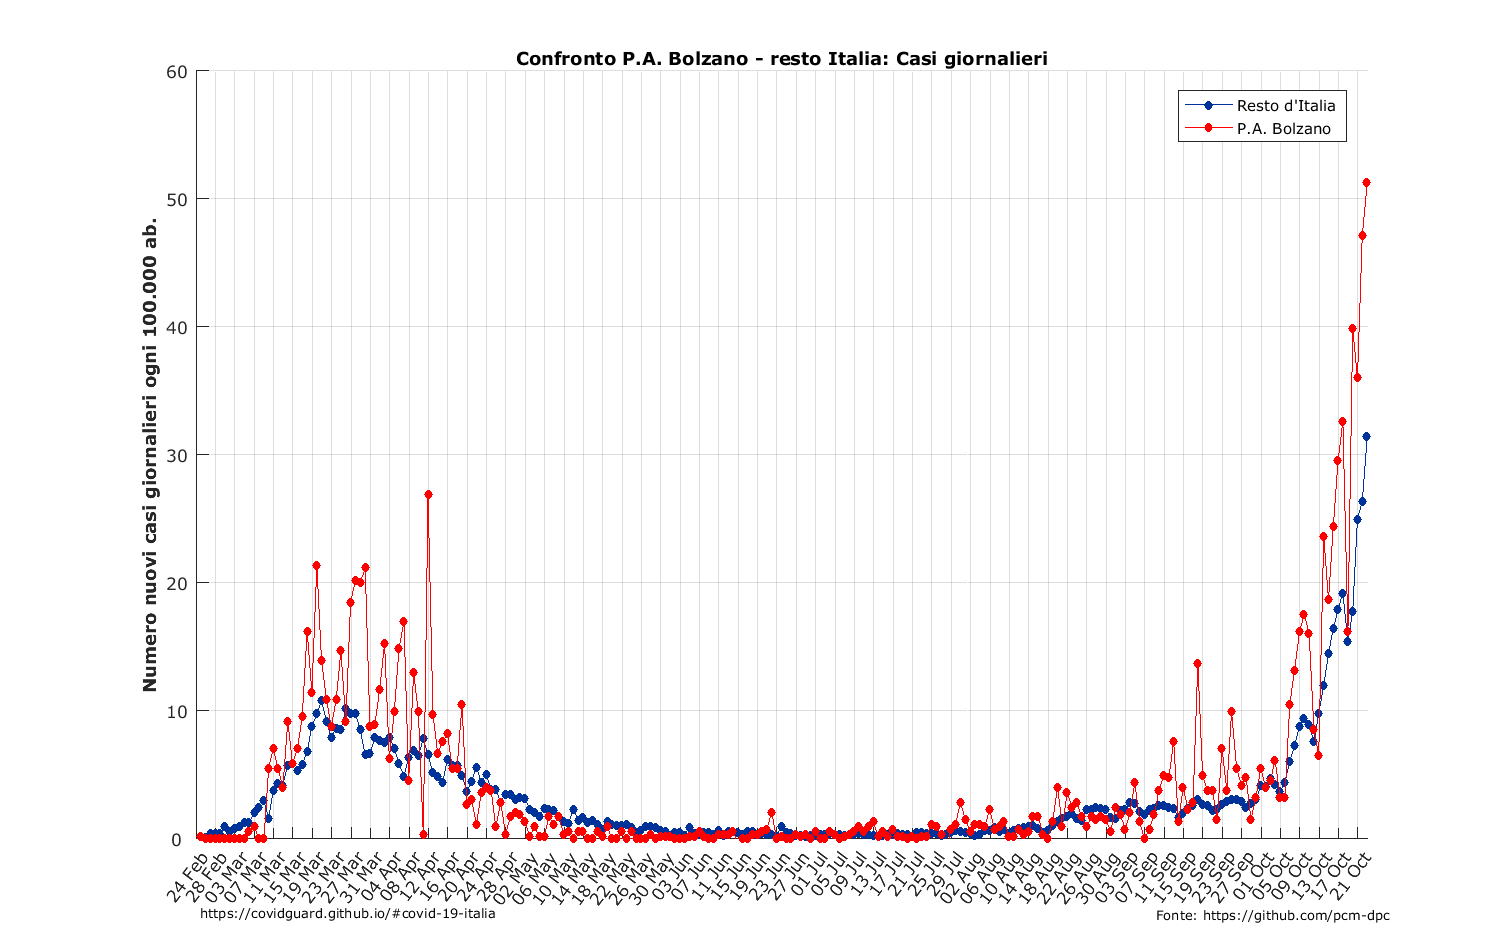 Confronto P.A. Bolzano - resto Italia: Casi giornalieri
Resto d'Italia
P.A. Bolzano
Numero nuovi casi giornalieri ogni 100.000 ab.
60
50
40
30
20
10
0
24 Feb
28 Feb
03 Mar
07 Mar
11 Mar
15 Mar
19 Mar
23 Mar
27 Mar
31 Mar
04 Apr
08 Apr
12 Apr
16 Apr
20 Apr
24 Apr
28 Apr
02 May
06 May
10 May
14 May
18 May
22 May
26 May
30 May
03 Jun
07 Jun
11 Jun
15 Jun
19 Jun
23 Jun
27 Jun
01 Jul
05 Jul
09 Jul
13 Jul
17 Jul
21 Jul
25 Jul
29 Jul
02 Aug
06 Aug
10 Aug
14 Aug
18 Aug
22 Aug
26 Aug
30 Aug
03 Sep
07 Sep
11 Sep
15 Sep
19 Sep
23 Sep
27 Sep
01 Oct
05 Oct
09 Oct
13 Oct
17 Oct
21 Oct
https://covidguard.github.io/#covid-19-italia
Fonte: https://github.com/pcm-dpc